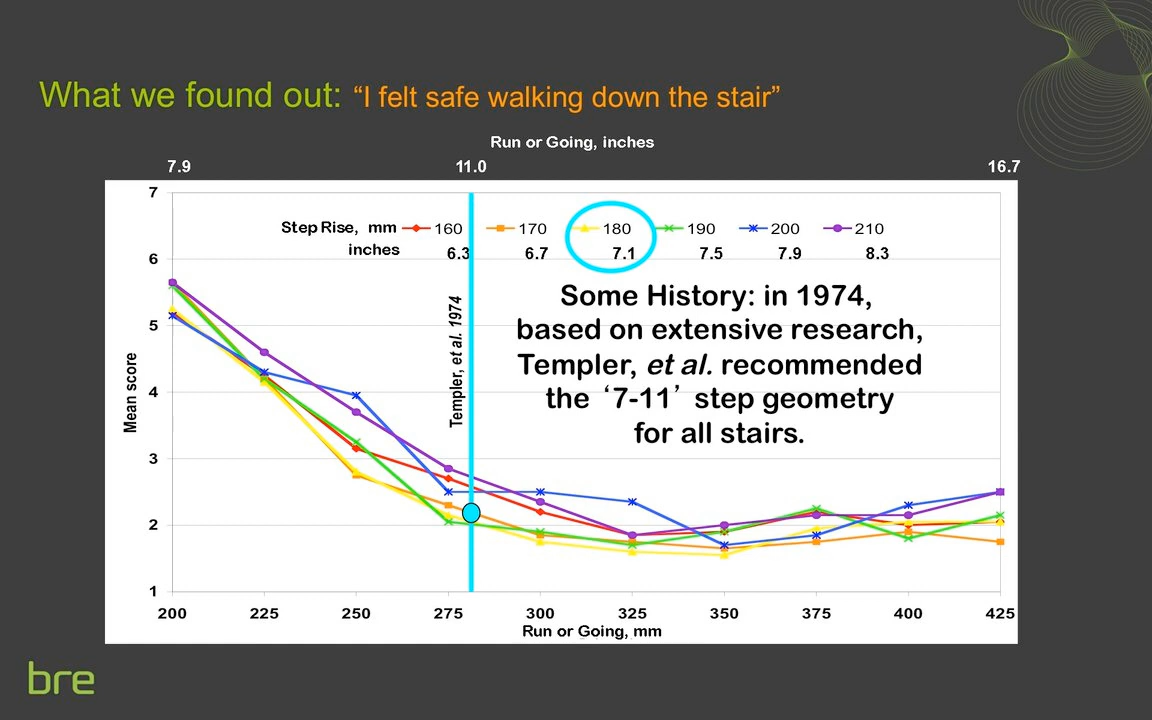 What we found out: “I felt safe walking down the stair”
Run or Going, inches
7.9 11.0 16.7
Step Rise, mm 160 170 180 190 200 210
inches 6.3 6.7 7.1 7.5 7.9 8.3
Some History: in 1974,
based on extensive research,
Templer, et al. recommended
the ‘7-11’ step geometry
for all stairs.
Templer, et al. 1974
Mean score
7
6
5
4
3
2
1
200 225 250 275 300 325 350 375 400 425
Run or Going, mm
bre